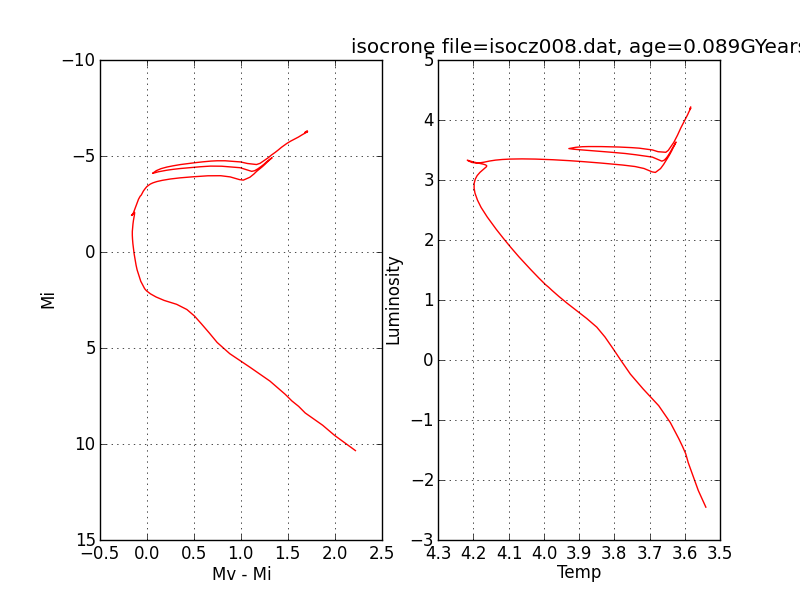 isocrone file=isocz008.dat, age=0.089GYears
−10
−5
0
5
10
15
−0.5 0.0 0.5 1.0 1.5 2.0 2.5
Mv - Mi
Mi
5
4
3
2
1
0
−1
−2
−3
4.3 4.2 4.1 4.0 3.9 3.8 3.7 3.6 3.5
Temp
Luminosity